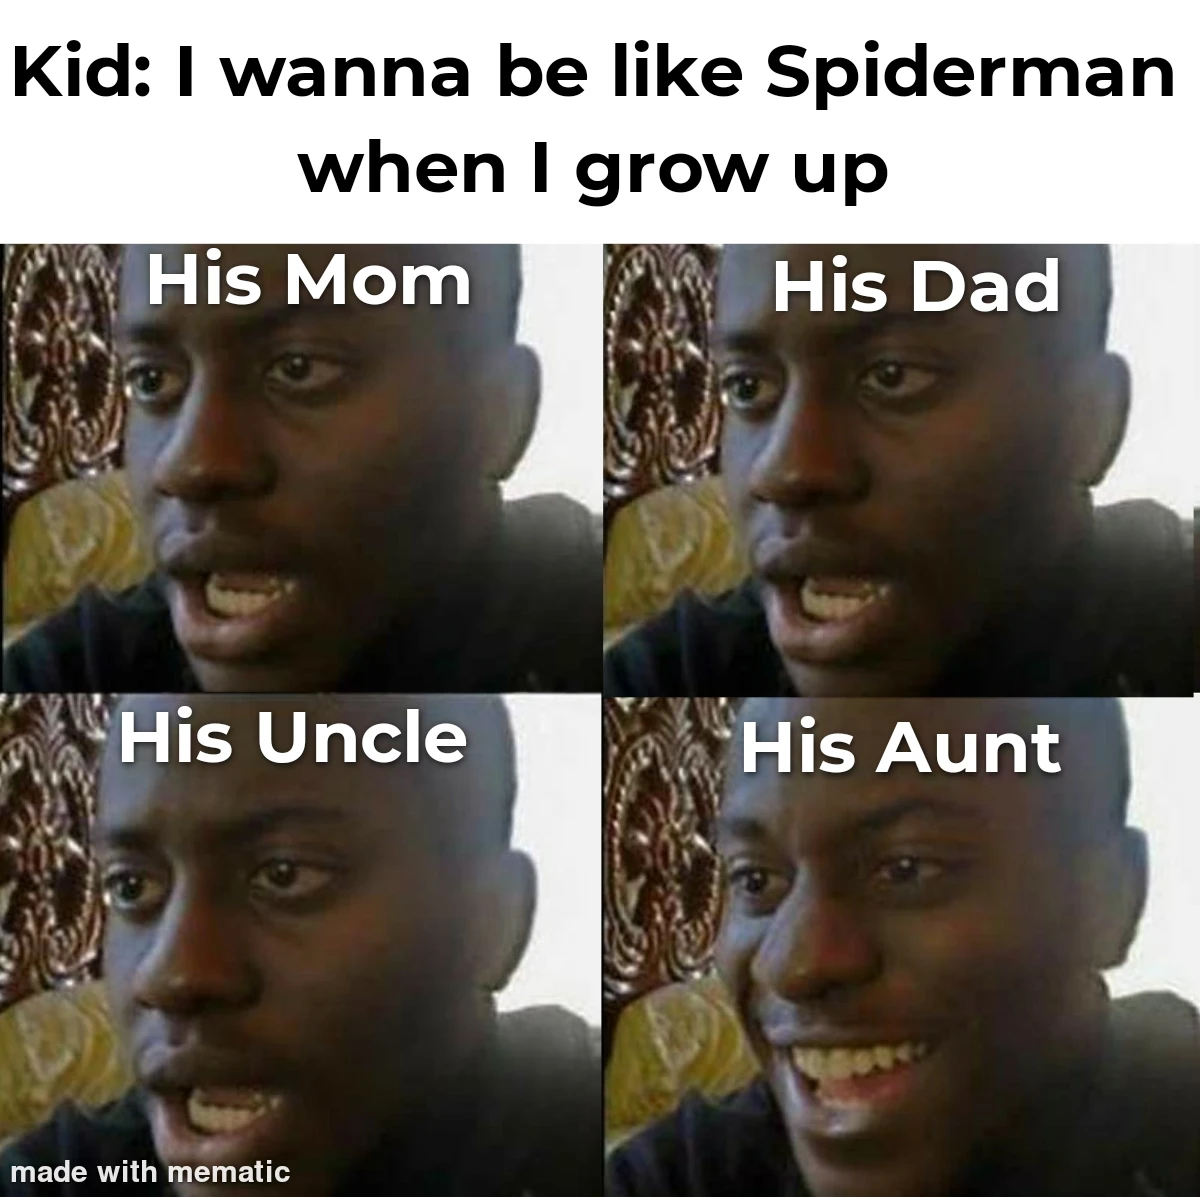 Kid: I wanna be like Spiderman
when I grow up
His Mom
His Dad
His Uncle
His Aunt
made with mematic